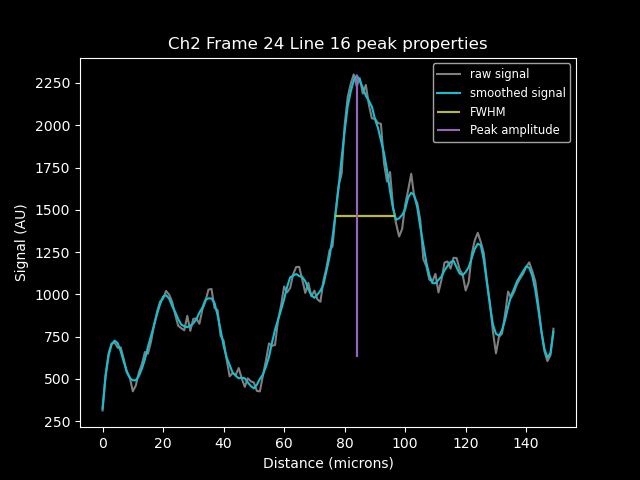 Ch2 Frame 24 Line 16 peak properties
raw signal
smoothed signal
FWHM
Peak amplitude
Signal (AU)
2250
2000
1750
1500
1250
1000
750
500
250
0 20 40 60 80 100 120 140
Distance (microns)